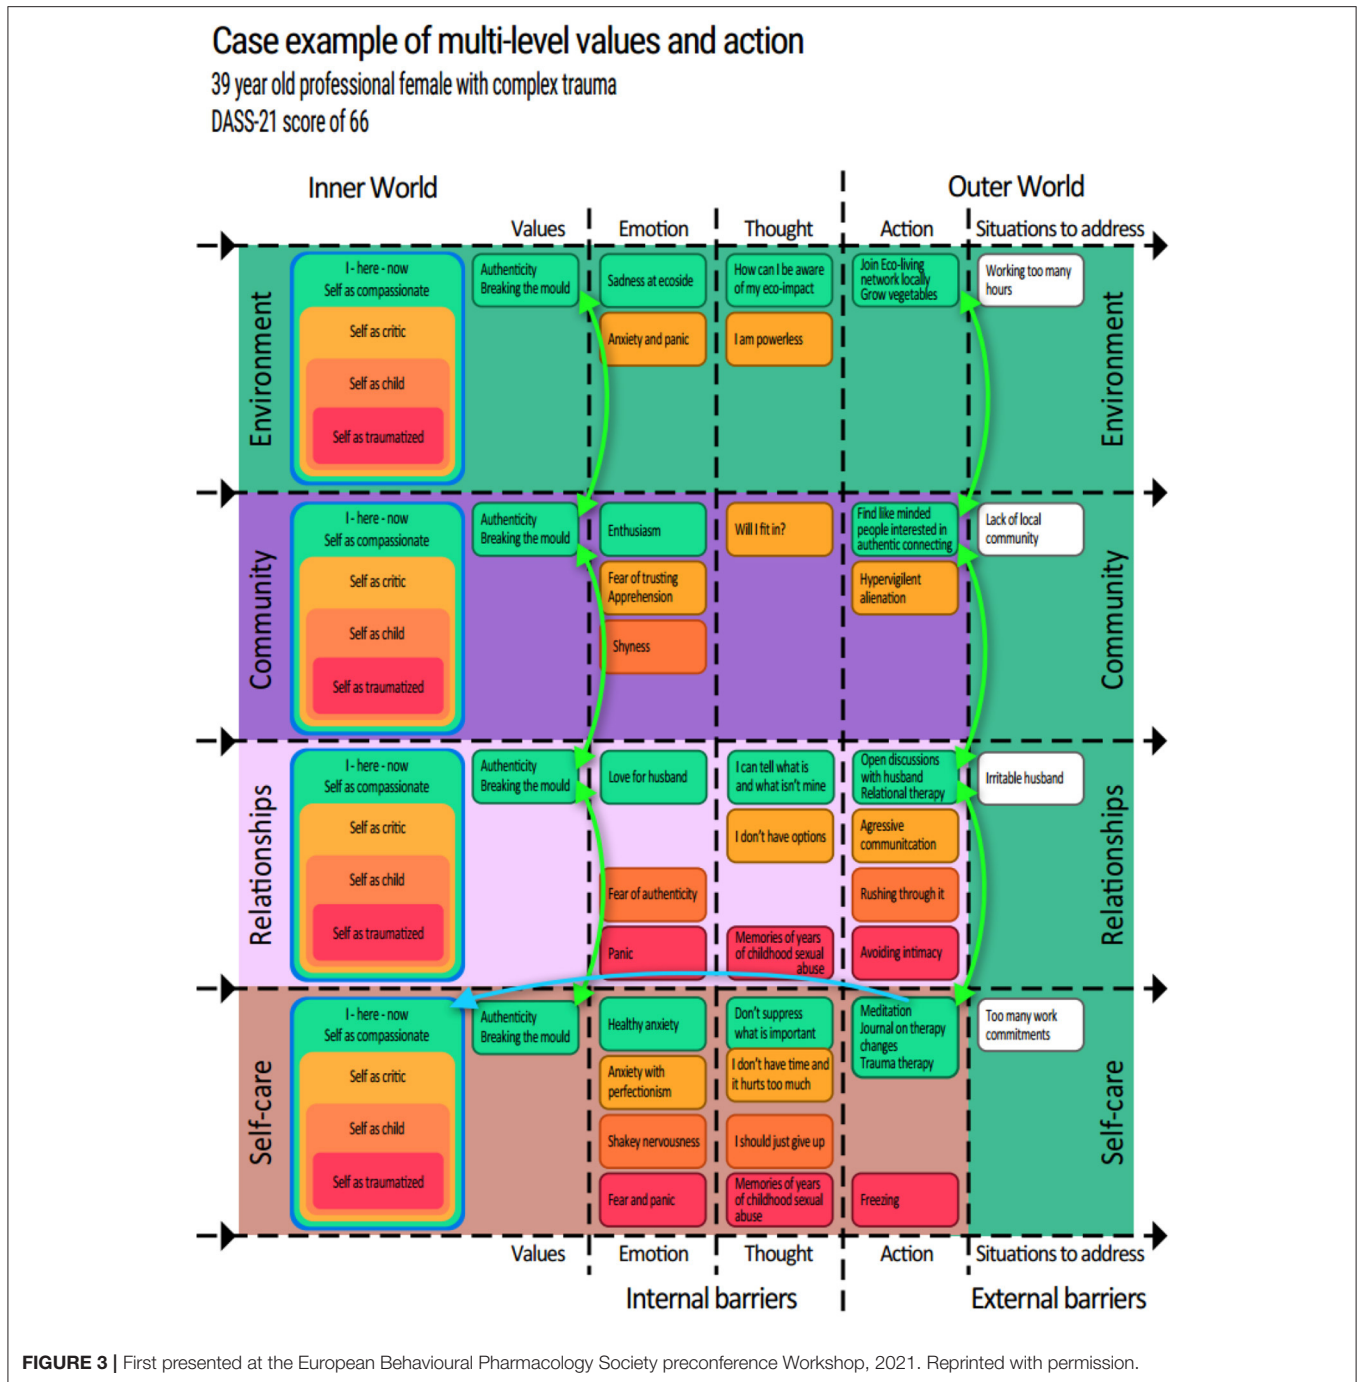 Case example of multi-level values and action
39 year old professional female with complex trauma
DASS-21 score of 66
Inner World
Outer World
Values
Emotion
Thought
Action
Situations to address
Environment
I - here - now
Self as compassionate
Self as critic
Self as child
Self as traumatized
Authenticity
Breaking the mould
Sadness at ecoside
Anxiety and panic
How can I be aware
of my eco-impact
I am powerless
Join Eco-living
network locally
Grow vegetables
Working too many
hours
Environment
Community
I - here - now
Self as compassionate
Self as critic
Self as child
Self as traumatized
Authenticity
Breaking the mould
Enthusiasm
Fear of trusting
Apprehension
Shyness
Will I fit in?
Find like minded
people interested in
authentic connecting
Hypervigilent
alienation
Lack of local
community
Community
Relationships
I - here - now
Self as compassionate
Self as critic
Self as child
Self as traumatized
Authenticity
Breaking the mould
Love for husband
Fear of authenticity
Panic
I can tell what is
and what isn't mine
I don't have options
Memories of years
of childhood sexual
abuse
Open discussions
with husband
Relational therapy
Agressive
communitcation
Rushing through it
Avoiding intimacy
Irritable husband
Relationships
Self-care
I - here - now
Self as compassionate
Self as critic
Self as child
Self as traumatized
Authenticity
Breaking the mould
Healthy anxiety
Anxiety with
perfectionism
Shakey nervousness
Fear and panic
Don't suppress
what is important
I don't have time and
it hurts too much
I should just give up
Memories of years
of childhood sexual
abuse
Meditation
Journal on therapy
changes
Trauma therapy
Freezing
Too many work
commitments
Self-care
Values
Emotion
Thought
Action
Situations to address
Internal barriers
External barriers
FIGURE 3 | First presented at the European Behavioural Pharmacology Society preconference Workshop, 2021. Reprinted with permission.